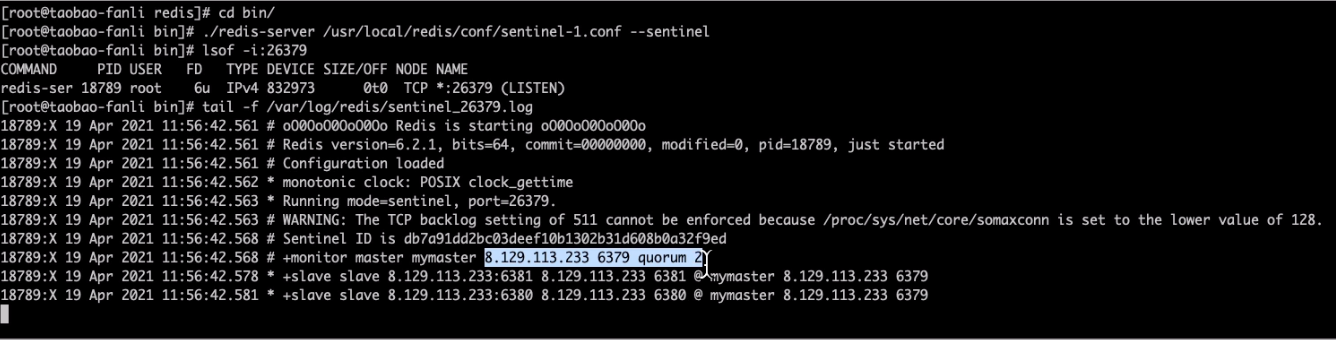 [root@taobao-fanli redis]# cd bin/
[root@taobao-fanli bin]# ./redis-server /usr/local/redis/conf/sentinel-1.conf --sentinel
[root@taobao-fanli bin]# lsof -i:26379
COMMAND     PID USER   FD   TYPE DEVICE SIZE/OFF NODE NAME
redis-ser 18789 root    6u  IPv4 832973      0t0  TCP *:26379 (LISTEN)
[root@taobao-fanli bin]# tail -f /var/log/redis/sentinel_26379.log
18789:X 19 Apr 2021 11:56:42.561 # oO0OoO0OoO0Oo Redis is starting oO0OoO0OoO0Oo
18789:X 19 Apr 2021 11:56:42.561 # Redis version=6.2.1, bits=64, commit=00000000, modified=0, pid=18789, just started
18789:X 19 Apr 2021 11:56:42.561 # Configuration loaded
18789:X 19 Apr 2021 11:56:42.562 * monotonic clock: POSIX clock_gettime
18789:X 19 Apr 2021 11:56:42.563 * Running mode=sentinel, port=26379.
18789:X 19 Apr 2021 11:56:42.563 # WARNING: The TCP backlog setting of 511 cannot be enforced because /proc/sys/net/core/somaxconn is set to the lower value of 128.
18789:X 19 Apr 2021 11:56:42.568 # Sentinel ID is db7a91dd2bc03deef10b1302b31d608b0a32f9ed
18789:X 19 Apr 2021 11:56:42.568 # +monitor master mymaster 8.129.113.233 6379 quorum 2
18789:X 19 Apr 2021 11:56:42.578 * +slave slave 8.129.113.233:6381 8.129.113.233 6381 @ mymaster 8.129.113.233 6379
18789:X 19 Apr 2021 11:56:42.581 * +slave slave 8.129.113.233:6380 8.129.113.233 6380 @ mymaster 8.129.113.233 6379